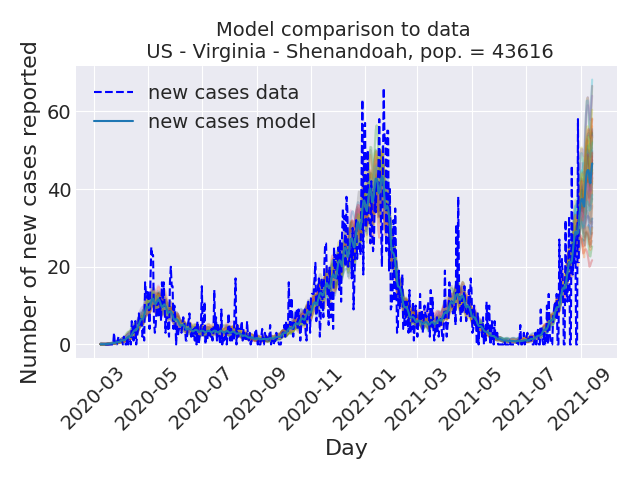 Model comparison to data
US - Virginia - Shenandoah, pop. = 43616
Number of new cases reported
60
40
20
0
new cases data
new cases model
2020-03
2020-05
2020-07
2020-09
2020-11
2021-01
2021-03
2021-05
2021-07
2021-09
Day